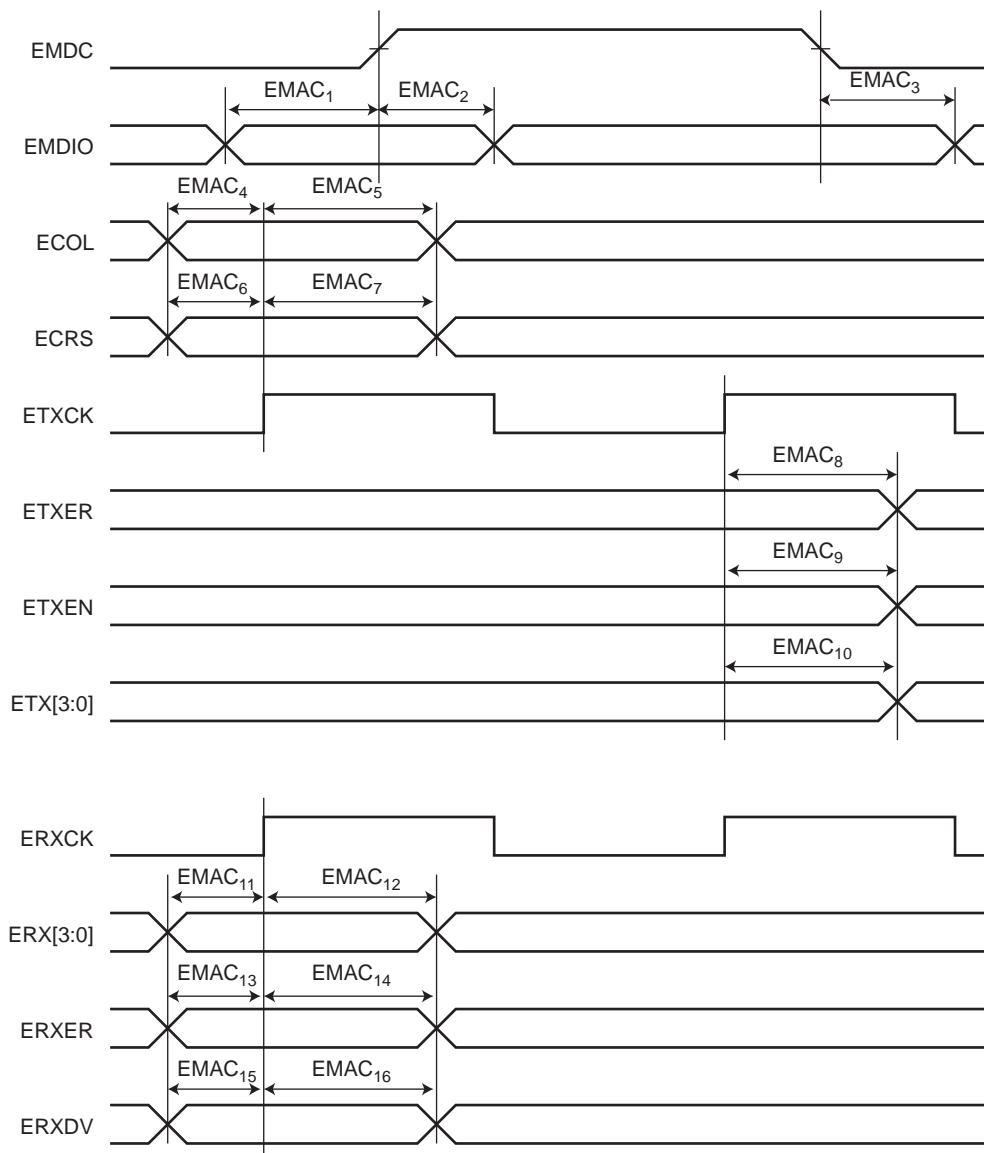 EMDC
EMAC1 EMAC2 EMAC3
EMDIO
EMAC4 EMAC5
ECOL
EMAC6 EMAC7
ECRS
ETXCK
EMAC8
ETXER
EMAC9
ETXEN
EMAC10
ETX[3:0]
ERXCK
EMAC11 EMAC12
ERX[3:0]
EMAC13 EMAC14
ERXER
EMAC15 EMAC16
ERXDV